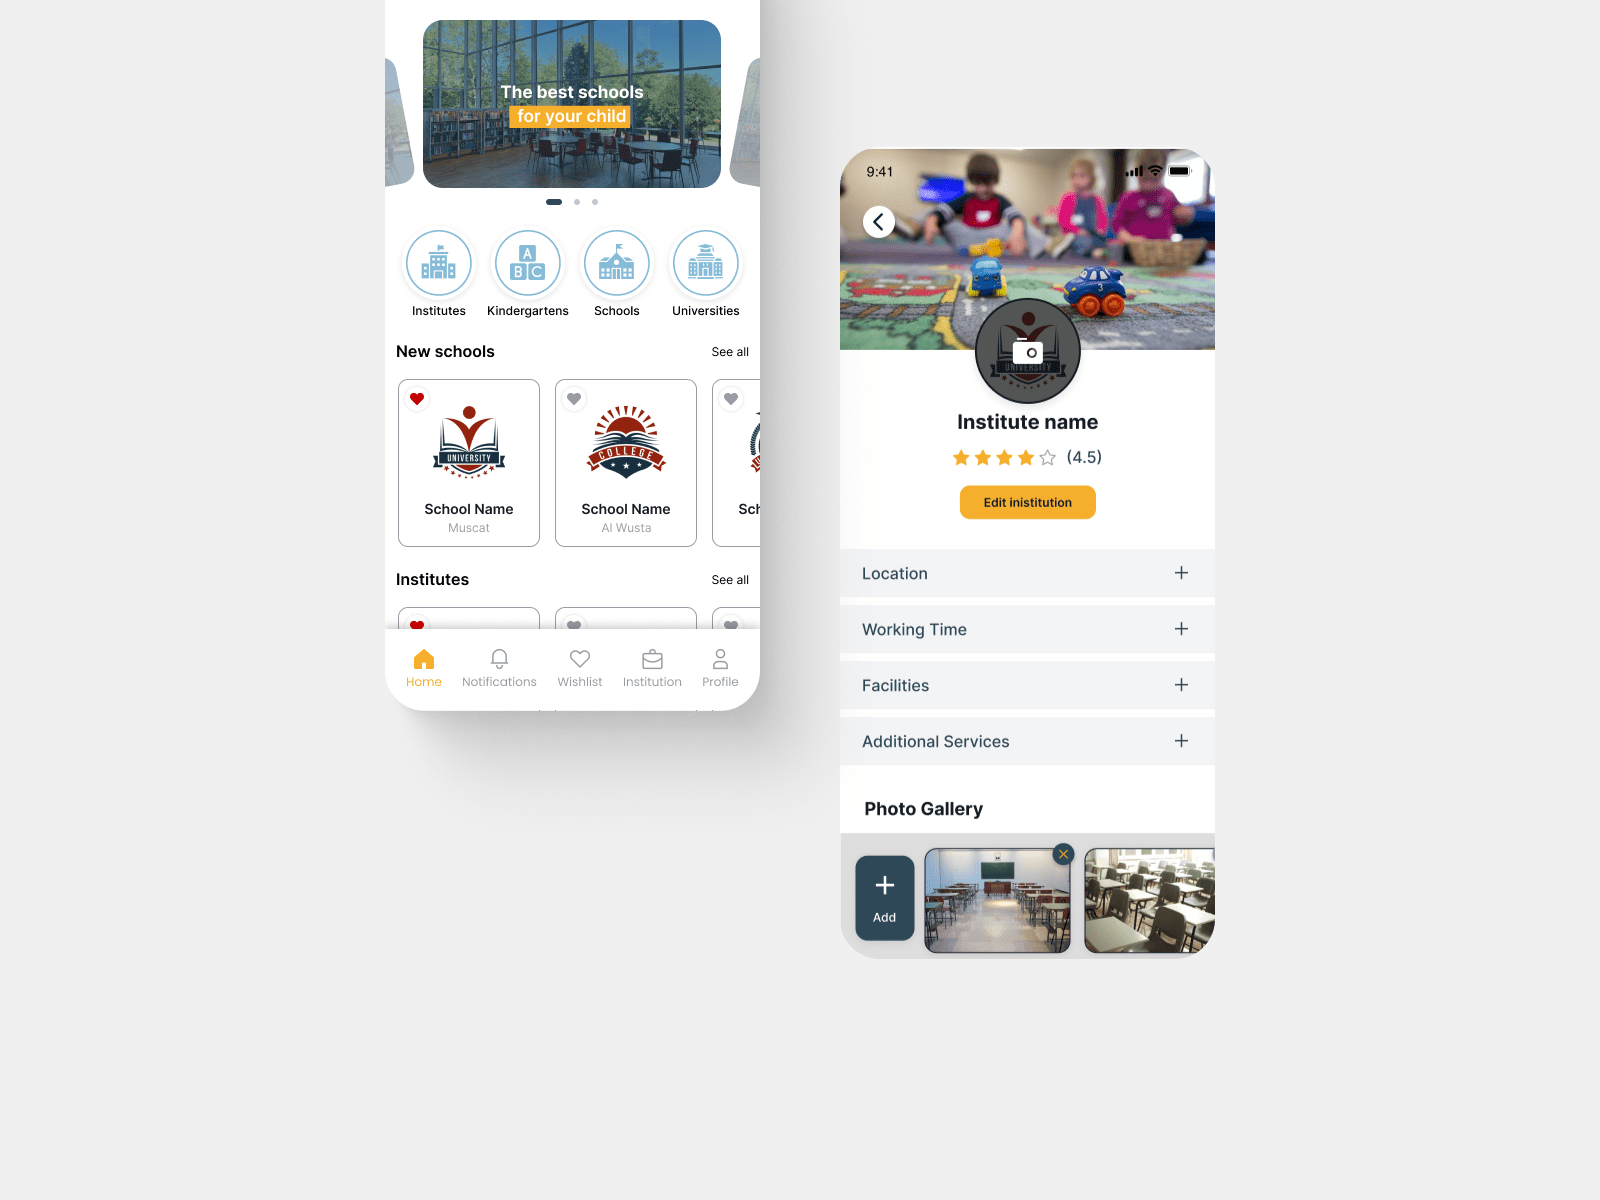 The best schools
for your child
A
B C
Institutes
Kindergartens
Schools
Universities
New schools
See all
UNIVERSITY
COLLEGE
School Name
School Name
Sch
Muscat
Al Wusta
Institutes
See all
Home
Notifications
Wishlist
Institution
Profile
9:41
3
UNIVERSITY
Institute name
(4.5)
Edit inistitution
Location
Working Time
Facilities
Additional Services
Photo Gallery
Add